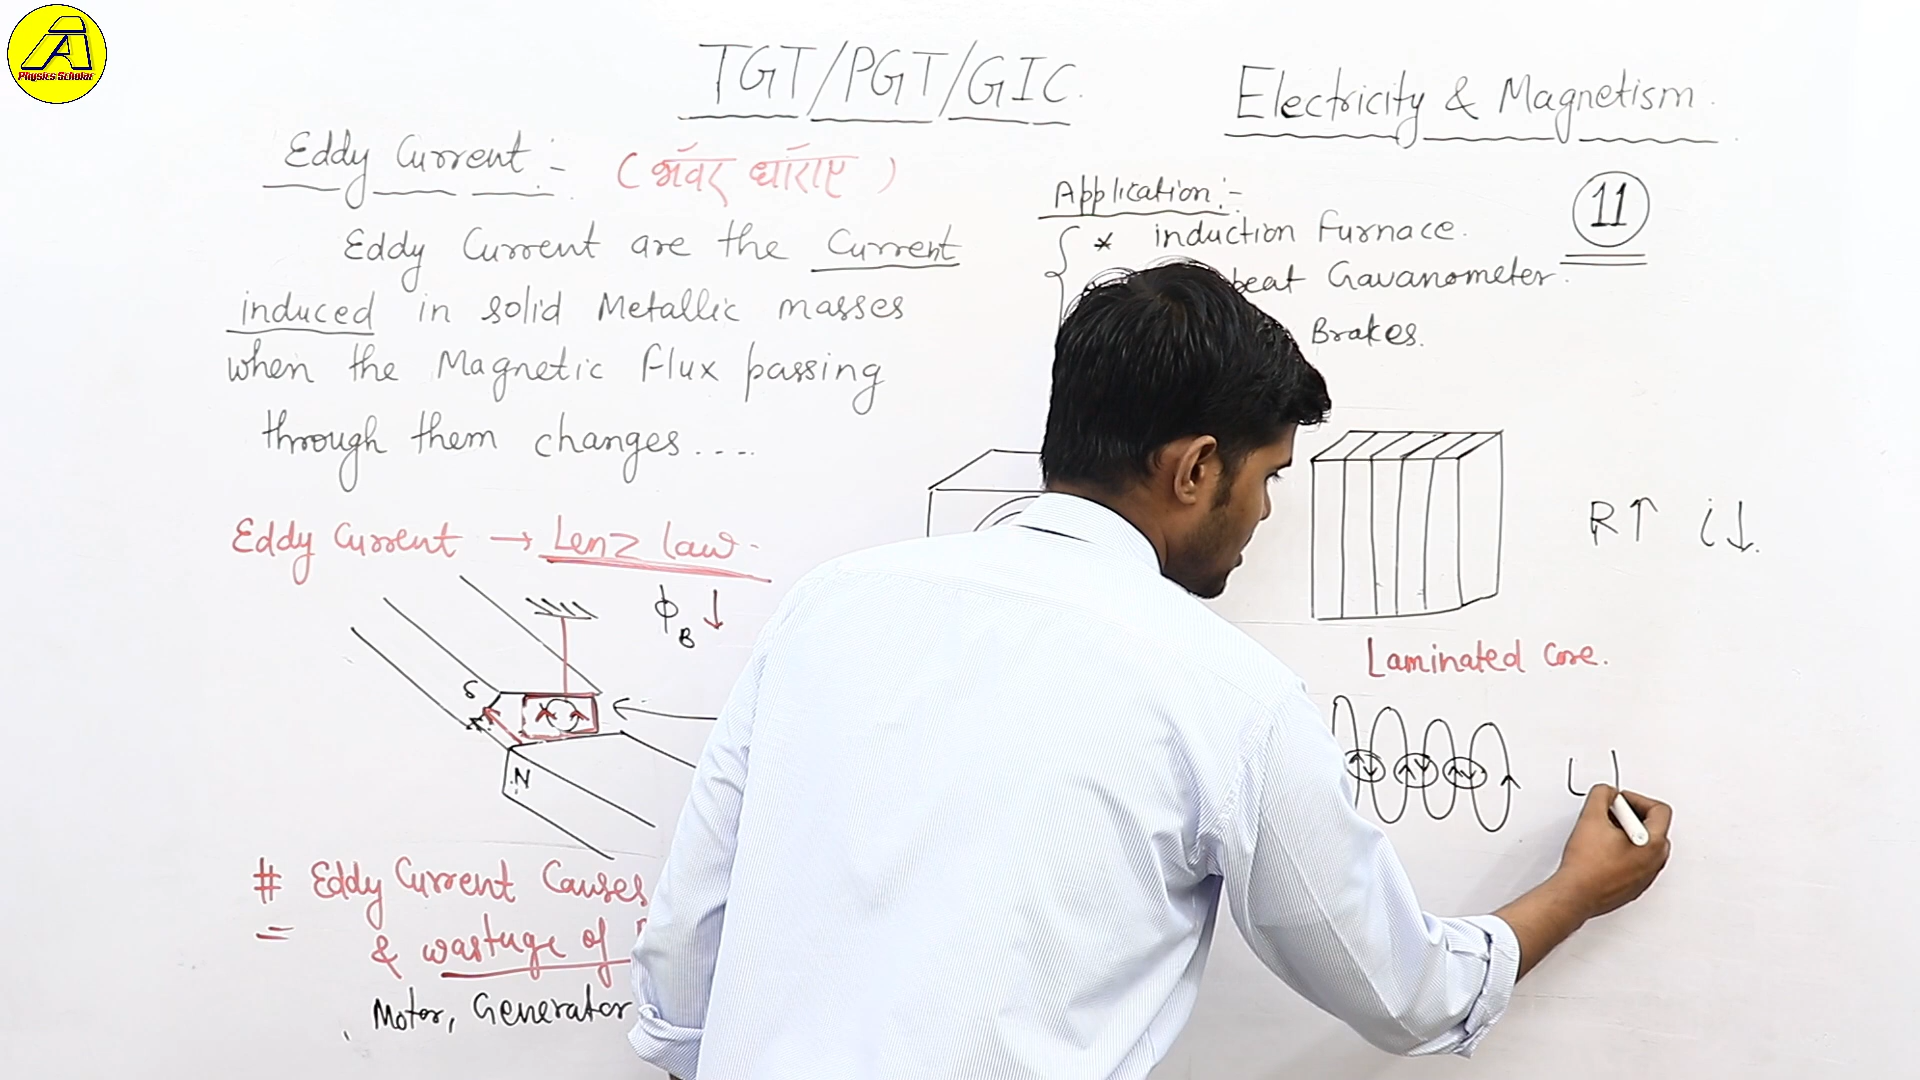 A
Physics Scholar
TGT/PGT/GIC.
Electricity & Magnetism.
11
Eddy Current :-
Eddy Current are the Current
induced in solid Metallic masses
when the Magnetic flux passing
through them changes....
Eddy Current → Lenz law.
ϕB ↓
S
N
# Eddy Current Causes
= & wastuge of
Motor, Generator
Application :-
* induction furnace.
beat Gavanometer.
Brakes.
R↑ i↓.
Laminated Core.